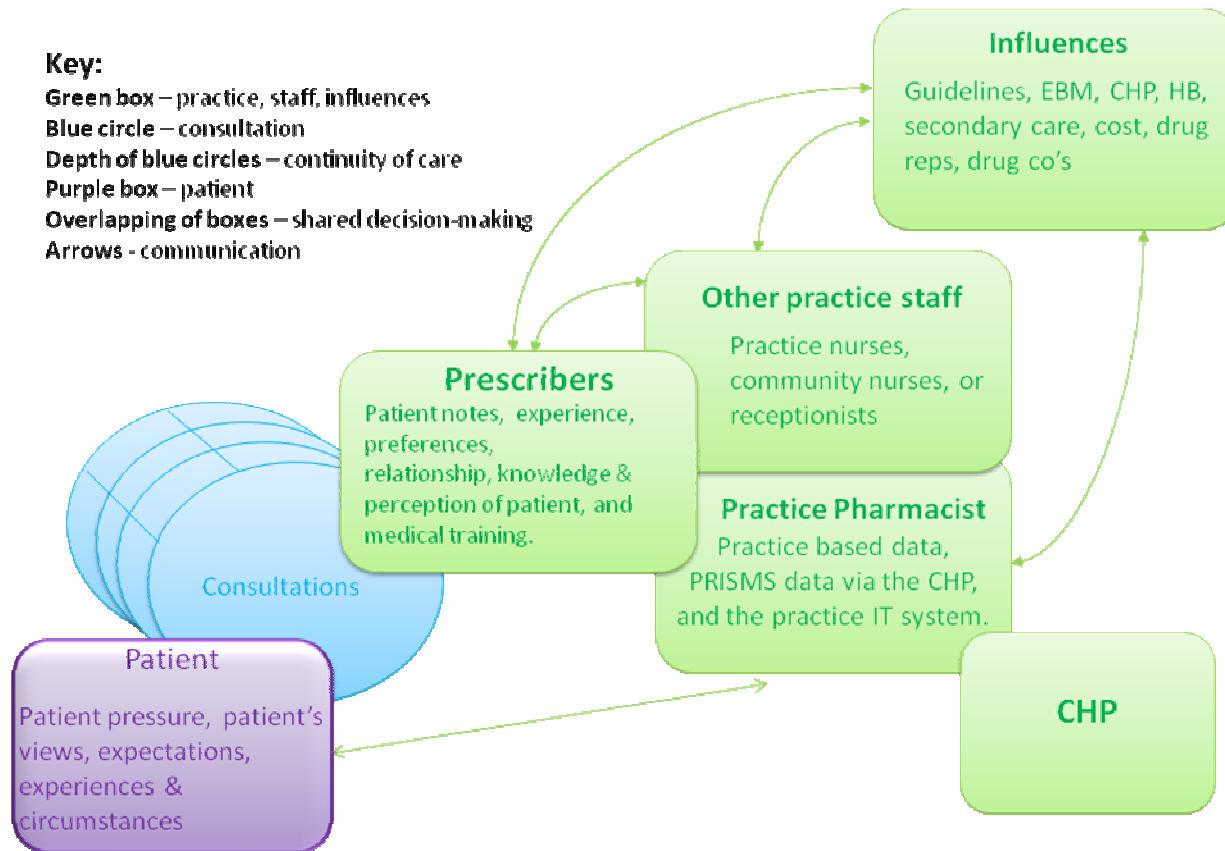 Key:
Green box – practice, staff, influences
Blue circle – consultation
Depth of blue circles – continuity of care
Purple box – patient
Overlapping of boxes – shared decision-making
Arrows - communication
Influences
Guidelines, EBM, CHP, HB,
secondary care, cost, drug
reps, drug co's
Other practice staff
Practice nurses,
community nurses, or
receptionists
Prescribers
Patient notes, experience,
preferences,
relationship, knowledge &
perception of patient, and
medical training.
Practice Pharmacist
Practice based data,
PRISMS data via the CHP,
and the practice IT system.
Consultations
Patient
Patient pressure, patient's
views, expectations,
experiences &
circumstances
CHP